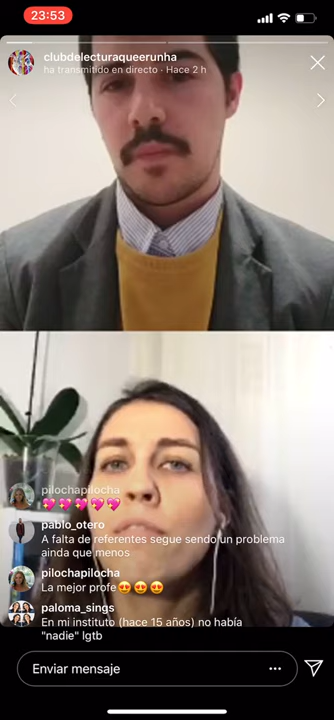 23:53
clubdelecturaqueerunha
ha transmitido en directo · Hace 2 h
pilochapilocha
💖💖💖💖💖
pablo_otero
A falta de referentes segue sendo un problema
ainda que menos
pilochapilocha
La mejor profe😍😍😍
paloma_sings
En mi instituto (hace 15 años) no había
"nadie" lgtb
Enviar mensaje